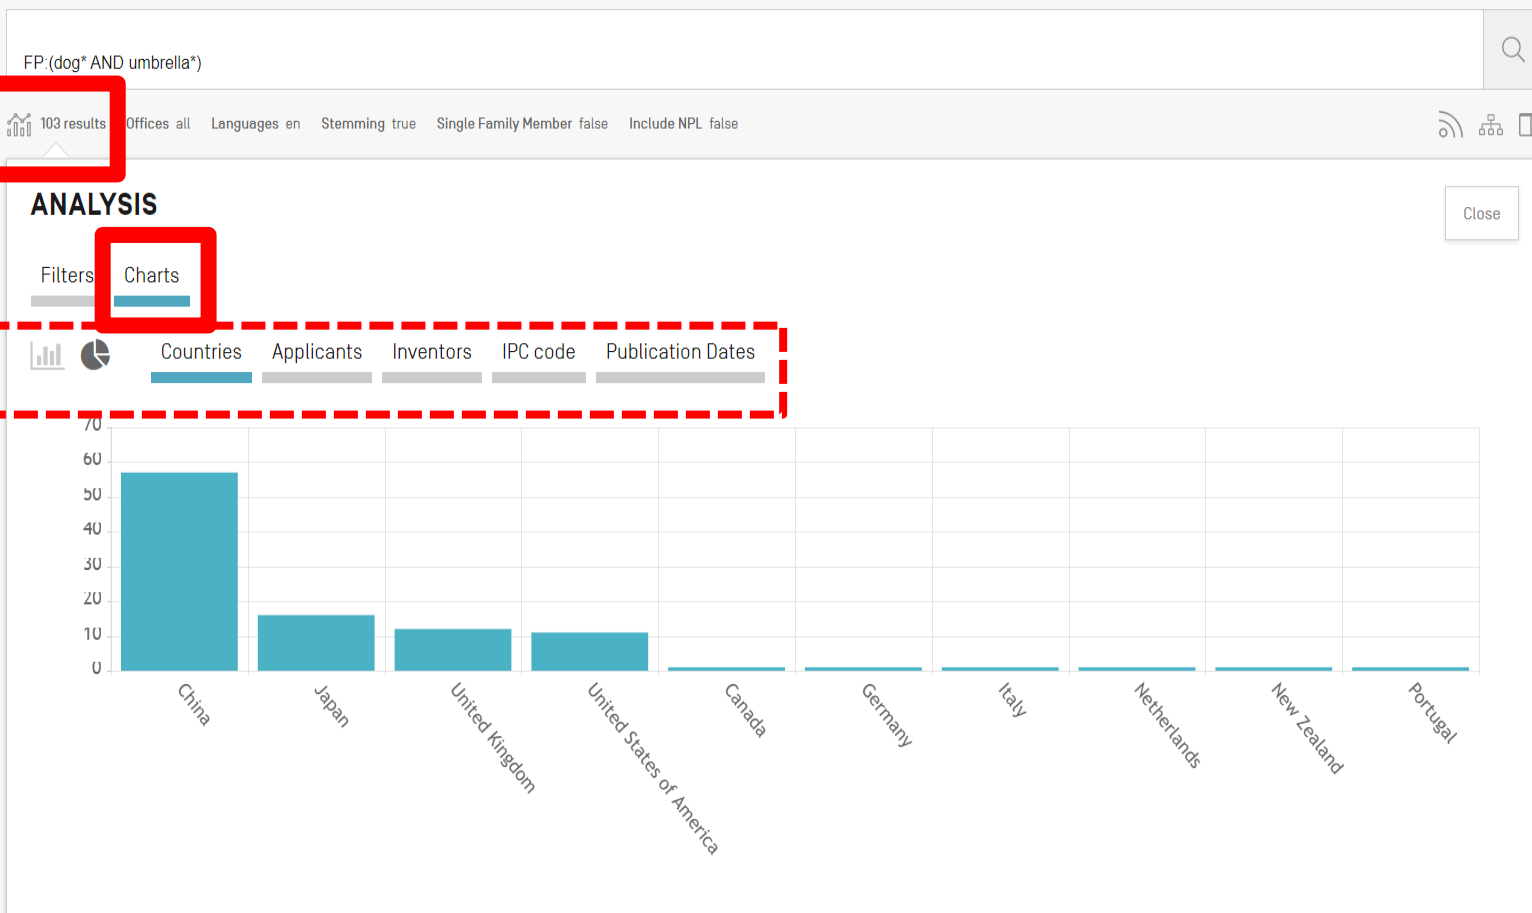 FP:(dog* AND umbrella*)
103 results Offices all Languages en Stemming true Single Family Member false Include NPL false
ANALYSIS
Close
Filters Charts
Countries Applicants Inventors IPC code Publication Dates
70
60
50
40
30
20
10
0
China Japan United Kingdom United States of America Canada Germany Italy Netherlands New Zealand Portugal